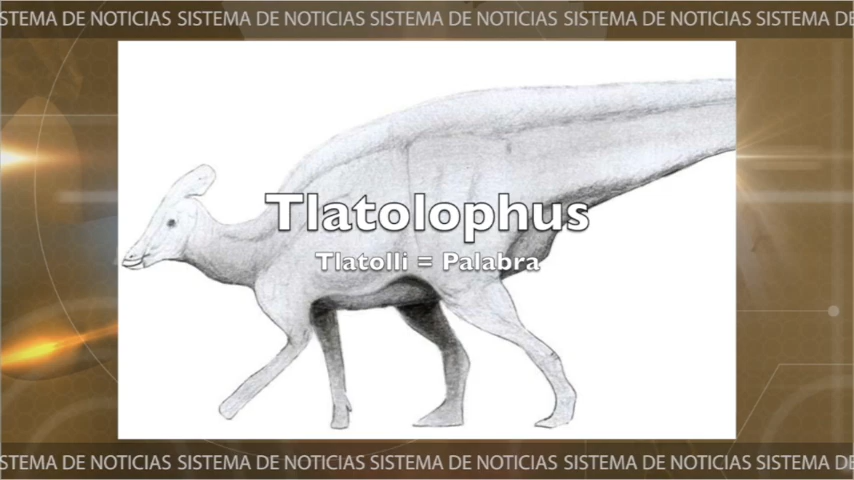 STEMA DE NOTICIAS SISTEMA DE NOTICIAS SISTEMA DE NOTICIAS SISTEMA DE NOTICIAS SISTEMA DE
Tlatolophus
Tlatolli = Palabra
STEMA DE NOTICIAS SISTEMA DE NOTICIAS SISTEMA DE NOTICIAS SISTEMA DE NOTICIAS SISTEMA DE